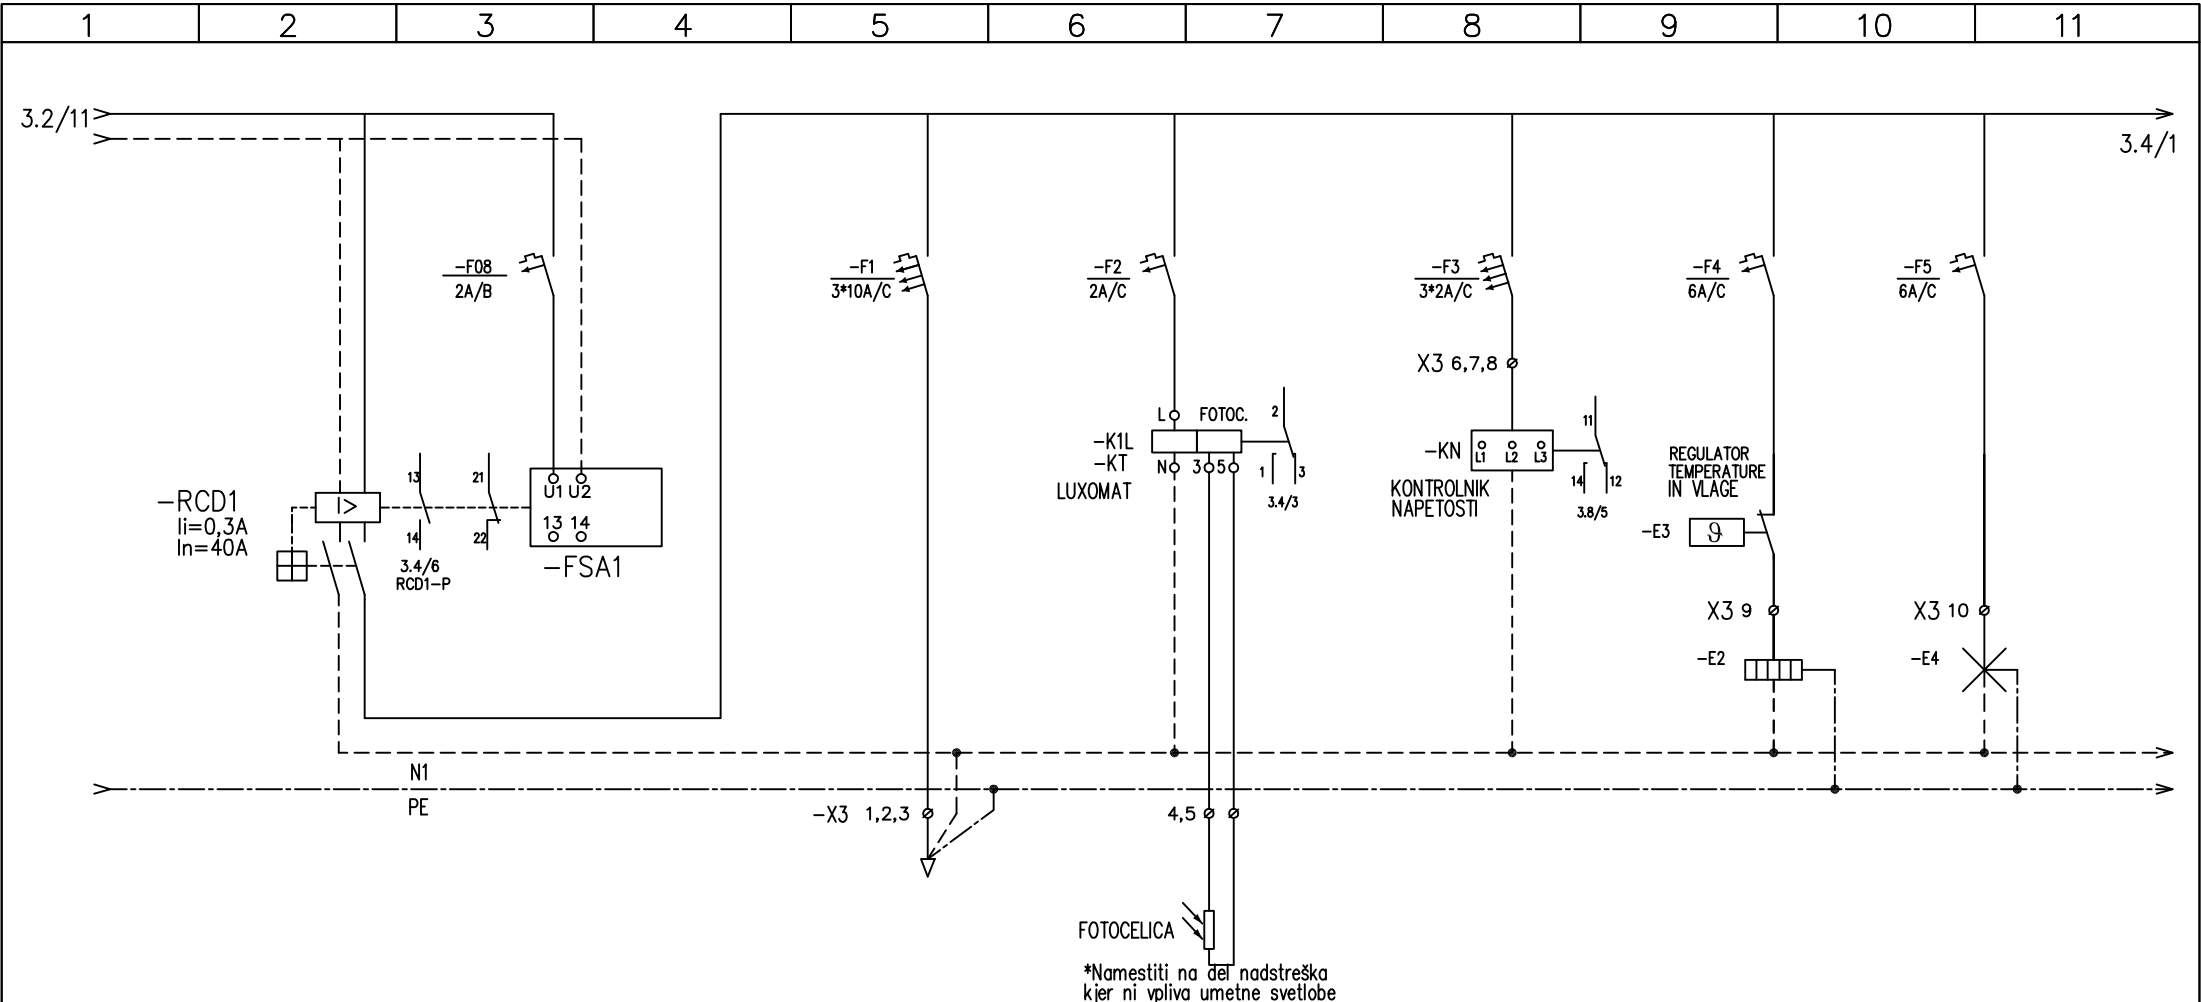 1 2 3 4 5 6 7 8 9 10 11
3.2/11
3.4/1
-F08
2A/B
-F1
3*10A/C
-F2
2A/C
-F3
3*2A/C
-F4
6A/C
-F5
6A/C
X3 6,7,8
L FOTOC. 2
-K1L
-KT
N 3 5 1 3
LUXOMAT
3.4/3
11
-KN
L1 L2 L3
14 12
KONTROLNIK
NAPETOSTI
3.8/5
REGULATOR
TEMPERATURE
IN VLAGE
-E3 ϑ
-RCD1
Ii=0,3A
In=40A
I>
13 21
14 22
3.4/6
RCD1-P
U1 U2
13 14
-FSA1
X3 9
X3 10
-E2
-E4
N1
PE
-X3 1,2,3
4,5
FOTOCELICA
*Namestiti na del nadstreška
kjer ni vpliva umetne svetlobe